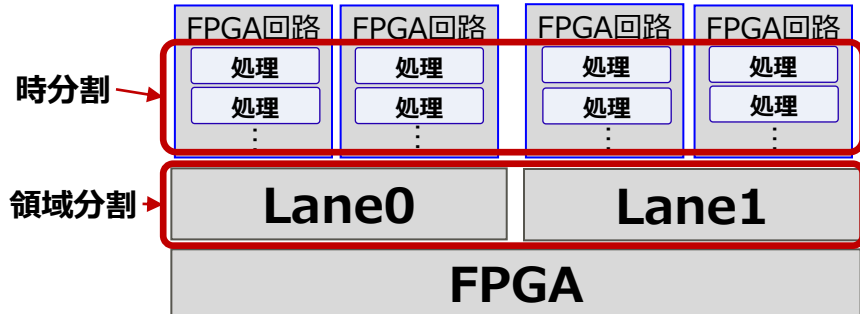 FPGA回路 FPGA回路 FPGA回路 FPGA回路
処理 処理 処理 処理
時分割
処理 処理 処理 処理
⋮ ⋮ ⋮ ⋮
領域分割 Lane0 Lane1
FPGA